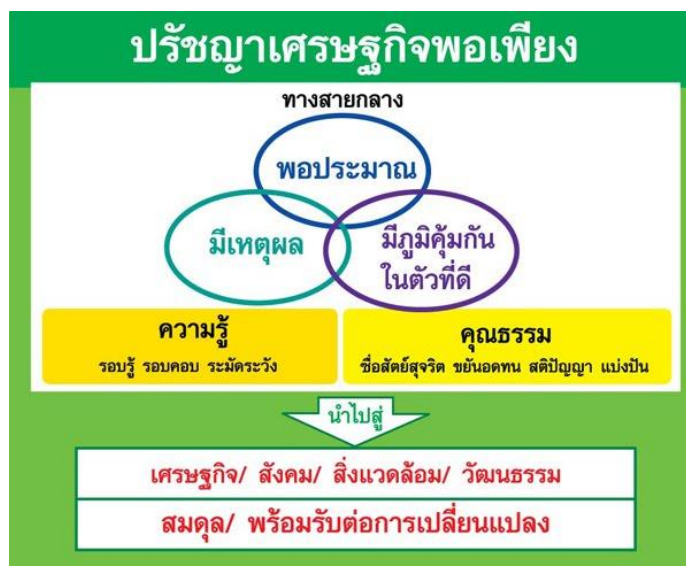 ปรัชญาเศรษฐกิจพอเพียง
ทางสายกลาง
พอประมาณ
มีเหตุผล
มีภูมิคุ้มกัน
ในตัวที่ดี
ความรู้
รอบรู้ รอบคอบ ระมัดระวัง
คุณธรรม
ซื่อสัตย์สุจริต ขยันอดทน สติปัญญา แบ่งปัน
นำไปสู่
เศรษฐกิจ/ สังคม/ สิ่งแวดล้อม/ วัฒนธรรม
สมดุล/ พร้อมรับต่อการเปลี่ยนแปลง